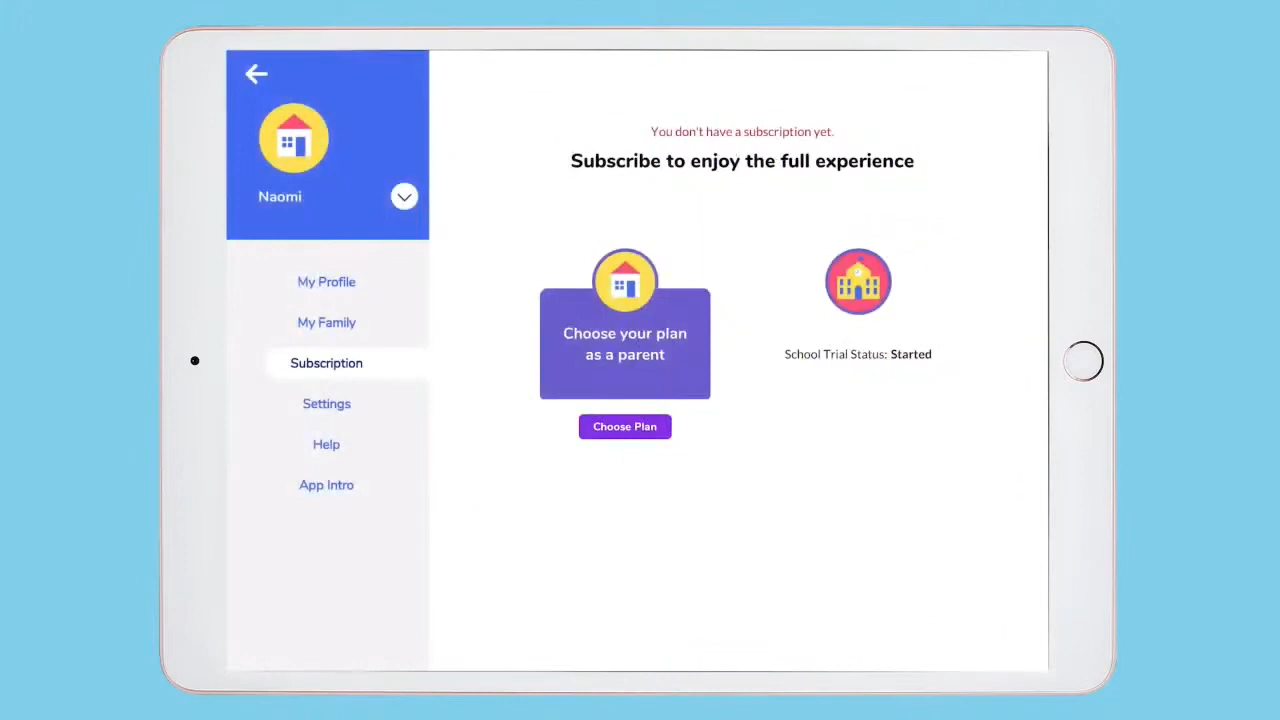 Naomi
My Profile
My Family
Subscription
Settings
Help
App Intro
You don't have a subscription yet.
Subscribe to enjoy the full experience
Choose your plan
as a parent
Choose Plan
School Trial Status: Started